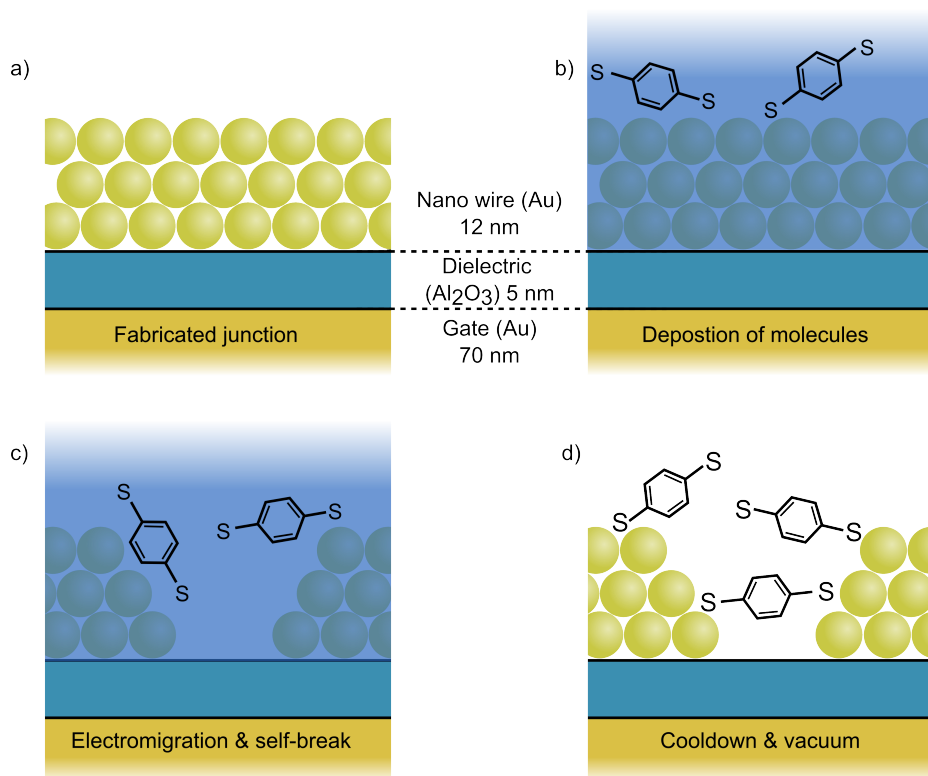 a)
b)
S
S
S
S
Nano wire (Au)
12 nm
Dielectric
(Al2O3) 5 nm
Gate (Au)
70 nm
Fabricated junction
Depostion of molecules
c)
d)
S
S
S
S
S
S
S
S
S
S
Electromigration & self-break
Cooldown & vacuum